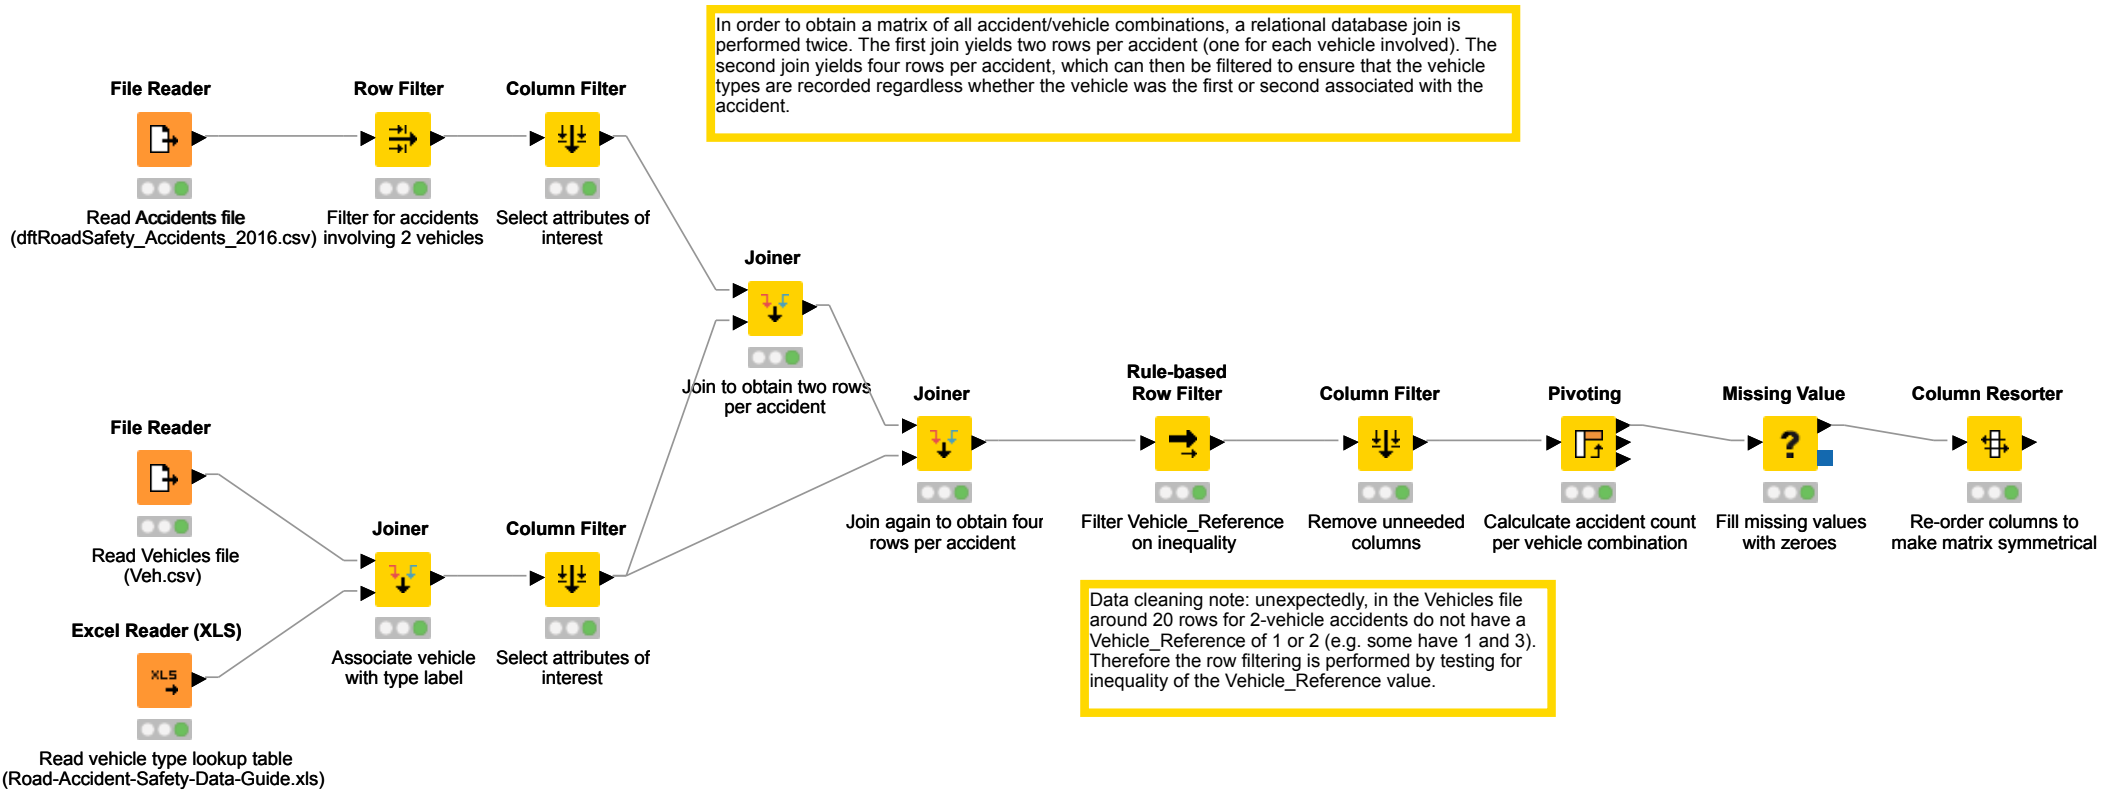 In order to obtain a matrix of all accident/vehicle combinations, a relational database join is
performed twice. The first join yields two rows per accident (one for each vehicle involved). The
second join yields four rows per accident, which can then be filtered to ensure that the vehicle
types are recorded regardless whether the vehicle was the first or second associated with the
accident.
File Reader
Read Accidents file
(dftRoadSafety_Accidents_2016.csv)
Row Filter
Filter for accidents
involving 2 vehicles
Column Filter
Select attributes of
interest
Joiner
Join to obtain two rows
per accident
File Reader
Read Vehicles file
(Veh.csv)
Excel Reader (XLS)
XLS
Read vehicle type lookup table
(Road-Accident-Safety-Data-Guide.xls)
Joiner
Associate vehicle
with type label
Column Filter
Select attributes of
interest
Joiner
Join again to obtain four
rows per accident
Rule-based
Row Filter
Filter Vehicle_Reference
on inequality
Column Filter
Remove unneeded
columns
Pivoting
Calculcate accident count
per vehicle combination
Missing Value
?
Fill missing values
with zeroes
Column Resorter
Re-order columns to
make matrix symmetrical
Data cleaning note: unexpectedly, in the Vehicles file
around 20 rows for 2-vehicle accidents do not have a
Vehicle_Reference of 1 or 2 (e.g. some have 1 and 3).
Therefore the row filtering is performed by testing for
inequality of the Vehicle_Reference value.